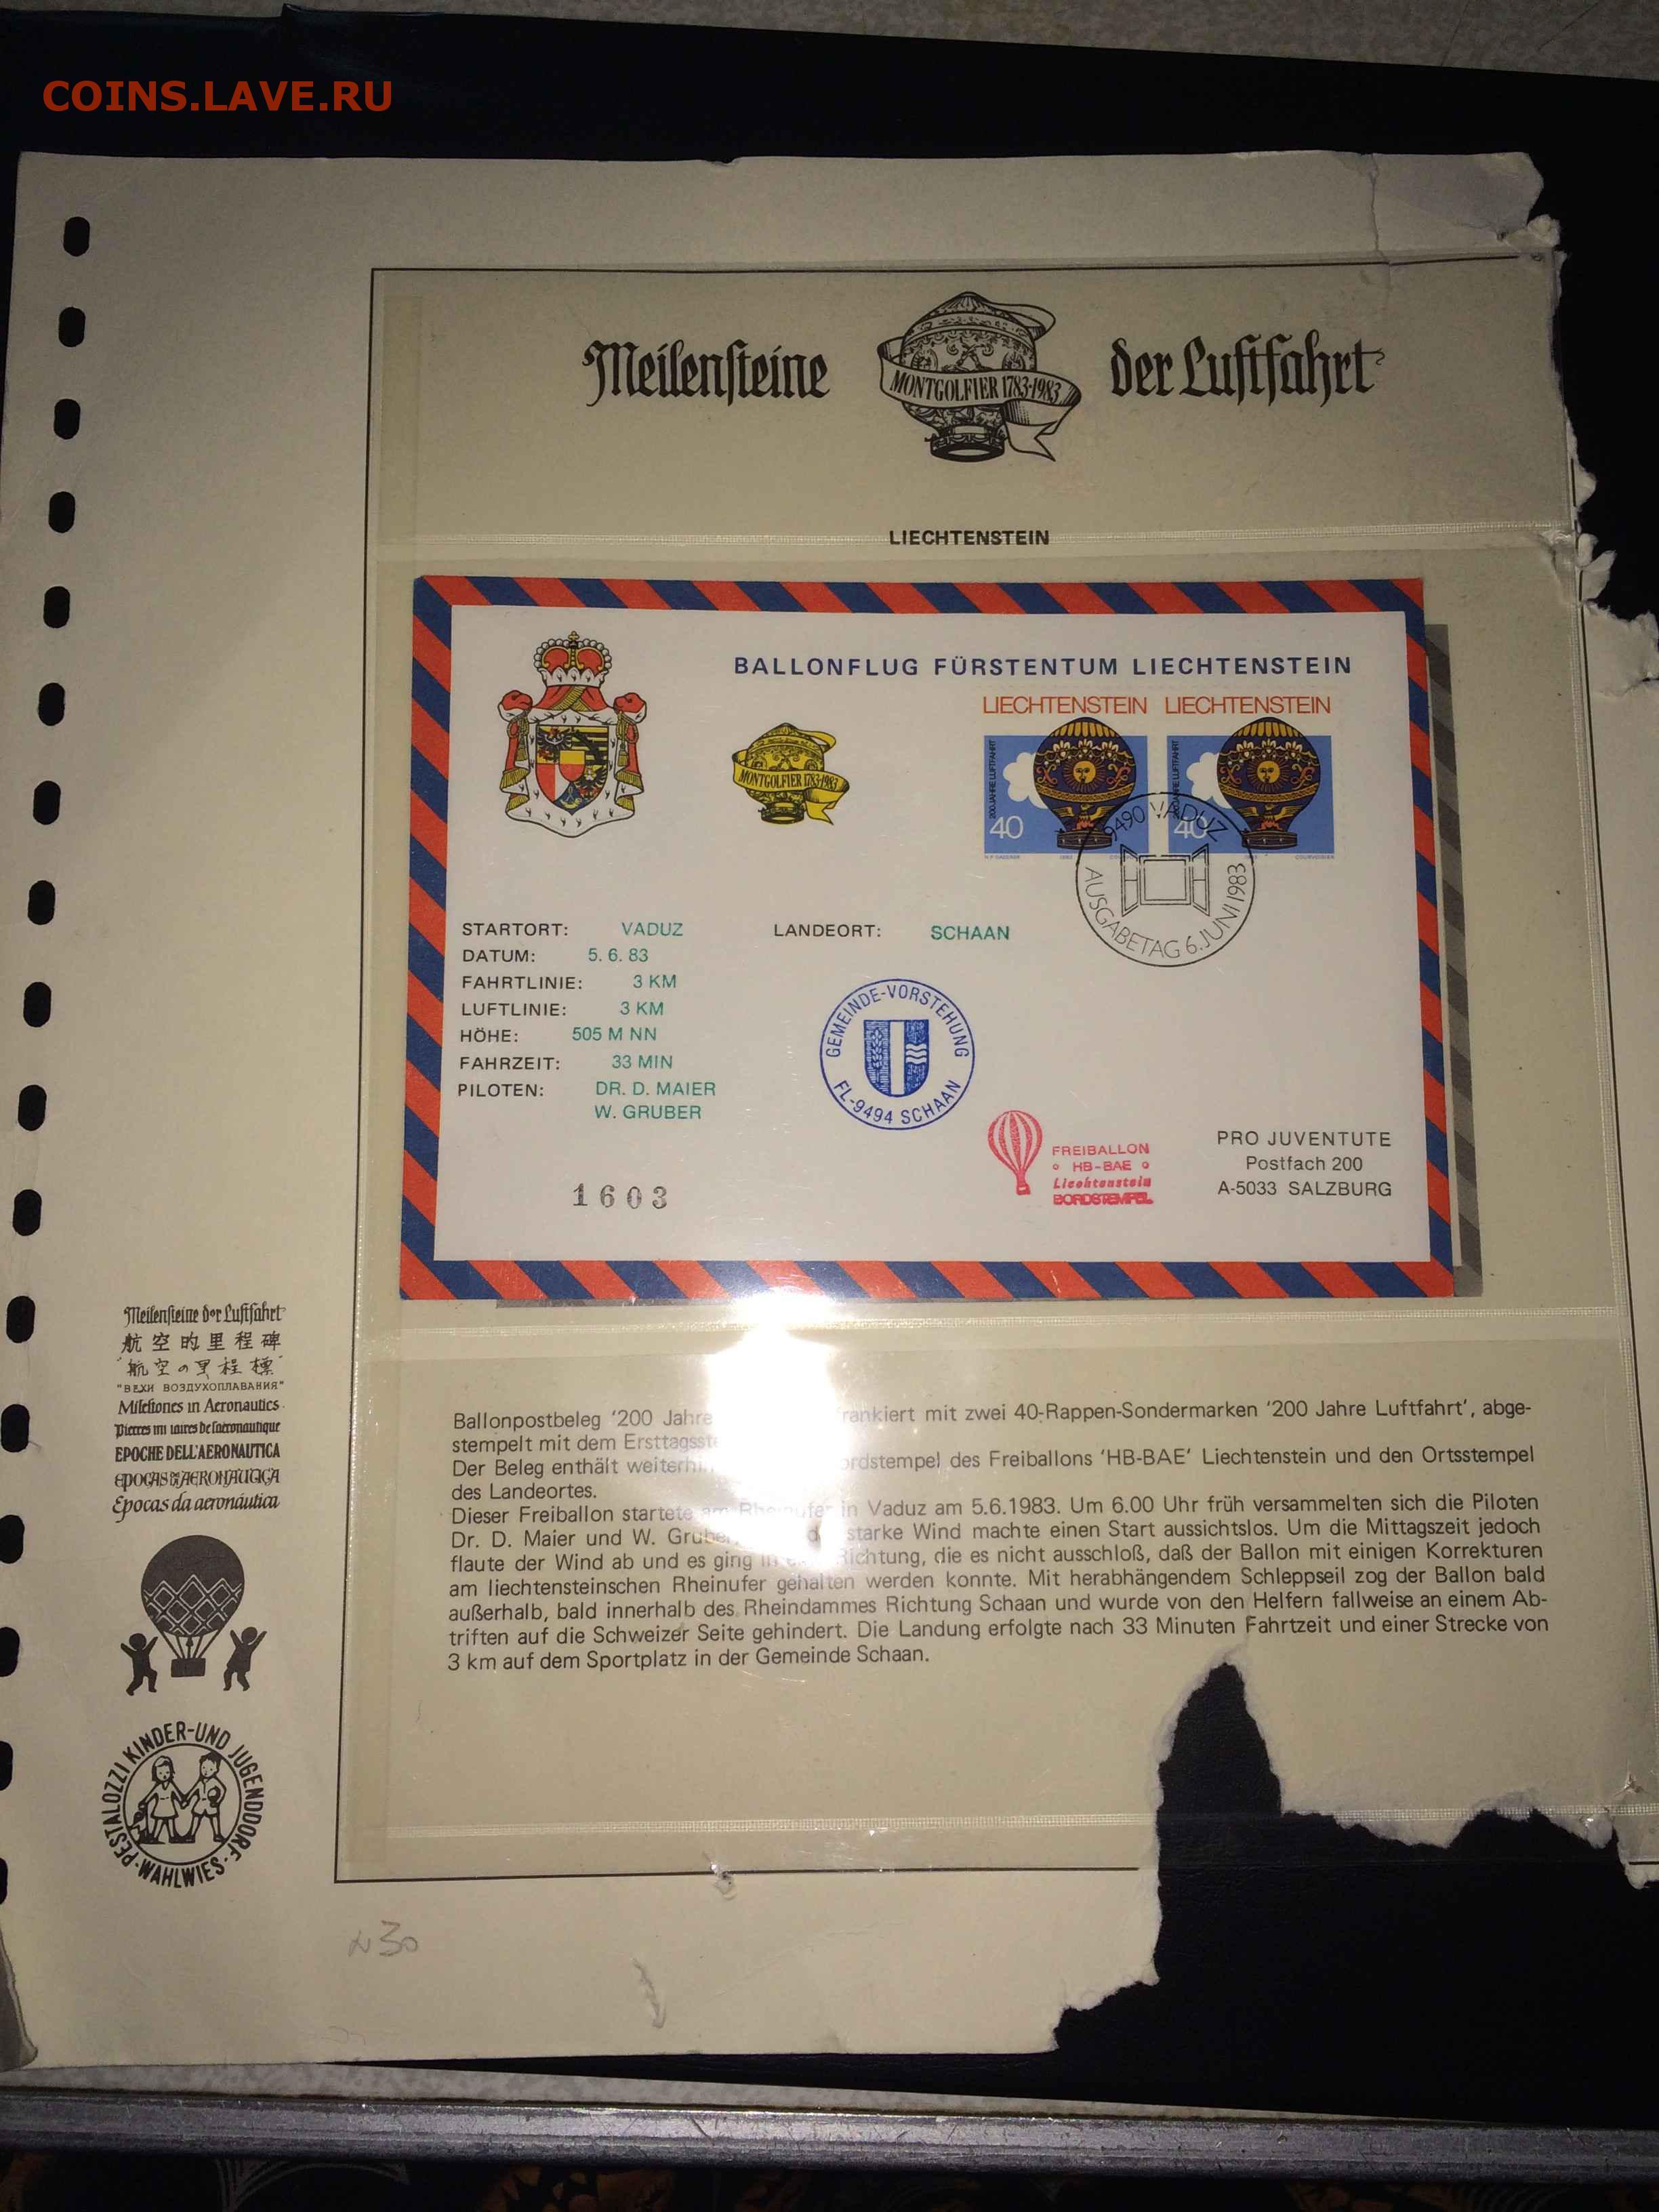 COINS.LAVE.RU
Meilensteine der Luftfahrt
MONTGOLFIER 1783-1983
LIECHTENSTEIN
BALLONFLUG FÜRSTENTUM LIECHTENSTEIN
LIECHTENSTEIN LIECHTENSTEIN
MONTGOLFIER 1783-1983
200 JAHRE LUFTFAHRT
40 40
9490 VADUZ
AUSGABETAG 6. JUNI 1983
STARTORT: VADUZ LANDEORT: SCHAAN
DATUM: 5. 6. 83
FAHRTLINIE: 3 KM
LUFTLINIE: 3 KM
HÖHE: 505 M NN
FAHRZEIT: 33 MIN
PILOTEN: DR. D. MAIER
W. GRUBER
GEMEINDE-VORSTEHUNG
FL-9494 SCHAAN
FREIBALLON
HB-BAE
Liechtenstein
BORDSTEMPEL
PRO JUVENTUTE
Postfach 200
A-5033 SALZBURG
1603
Meilensteine der Luftfahrt
航空的里程碑
"航空の里程標"
"ВЕХИ ВОЗДУХОПЛАВАНИЯ"
Milestones in Aeronautics
de l'aéronautique
EPOCHE DELL'AERONAUTICA
EPOCAS DE AERONAUTICA
Epocas da aeronáutica
PESTALOZZI KINDER-UND JUGENDDORF
WAHLWIES
Ballonpostbeleg '200 Jahre rankiert mit zwei 40-Rappen-Sondermarken '200 Jahre Luftfahrt', abge-
stempelt mit dem Ersttagsst
Der Beleg enthält weiterhin ordstempel des Freiballons 'HB-BAE' Liechtenstein und den Ortsstempel
des Landeortes.
Dieser Freiballon startete am Rheinufer in Vaduz am 5.6.1983. Um 6.00 Uhr früh versammelten sich die Piloten
Dr. D. Maier und W. Gruber, starke Wind machte einen Start aussichtslos. Um die Mittagszeit jedoch
flaute der Wind ab und es ging in Richtung, die es nicht ausschloß, daß der Ballon mit einigen Korrekturen
am liechtensteinschen Rheinufer gehalten werden konnte. Mit herabhängendem Schleppseil zog der Ballon bald
außerhalb, bald innerhalb des Rheindammes Richtung Schaan und wurde von den Helfern fallweise an einem Ab-
triften auf die Schweizer Seite gehindert. Die Landung erfolgte nach 33 Minuten Fahrtzeit und einer Strecke von
3 km auf dem Sportplatz in der Gemeinde Schaan.
30